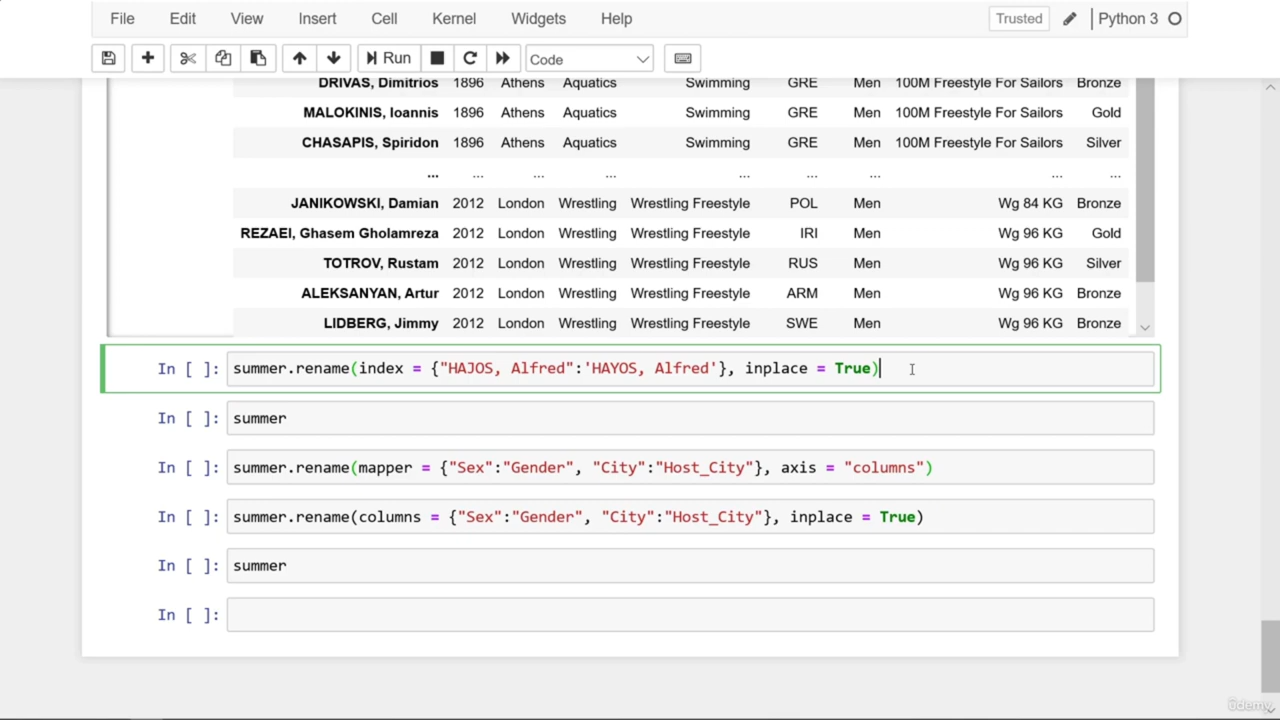 File Edit View Insert Cell Kernel Widgets Help Trusted Python 3
Run Code
DRIVAS, Dimitrios 1896 Athens Aquatics Swimming GRE Men 100M Freestyle For Sailors Bronze
MALOKINIS, Ioannis 1896 Athens Aquatics Swimming GRE Men 100M Freestyle For Sailors Gold
CHASAPIS, Spiridon 1896 Athens Aquatics Swimming GRE Men 100M Freestyle For Sailors Silver
... ... ... ... ... ... ... ... ...
JANIKOWSKI, Damian 2012 London Wrestling Wrestling Freestyle POL Men Wg 84 KG Bronze
REZAEI, Ghasem Gholamreza 2012 London Wrestling Wrestling Freestyle IRI Men Wg 96 KG Gold
TOTROV, Rustam 2012 London Wrestling Wrestling Freestyle RUS Men Wg 96 KG Silver
ALEKSANYAN, Artur 2012 London Wrestling Wrestling Freestyle ARM Men Wg 96 KG Bronze
LIDBERG, Jimmy 2012 London Wrestling Wrestling Freestyle SWE Men Wg 96 KG Bronze
In [ ]: summer.rename(index = {"HAJOS, Alfred":'HAYOS, Alfred'}, inplace = True)
In [ ]: summer
In [ ]: summer.rename(mapper = {"Sex":"Gender", "City":"Host_City"}, axis = "columns")
In [ ]: summer.rename(columns = {"Sex":"Gender", "City":"Host_City"}, inplace = True)
In [ ]: summer
In [ ]:
ûdemy